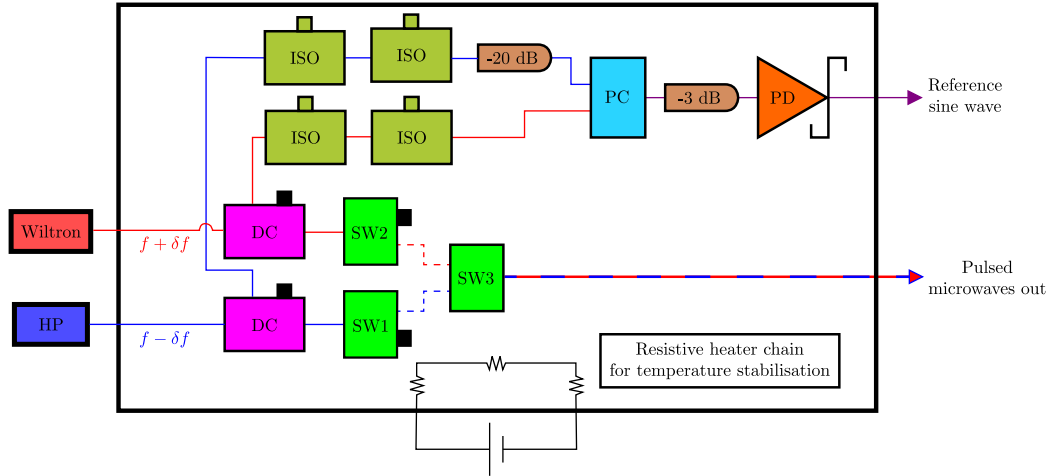 ISO
ISO
-20 dB
ISO
ISO
PC
-3 dB
PD
Reference
sine wave
Wiltron
f + δf
DC
SW2
SW3
Pulsed
microwaves out
HP
f − δf
DC
SW1
Resistive heater chain
for temperature stabilisation